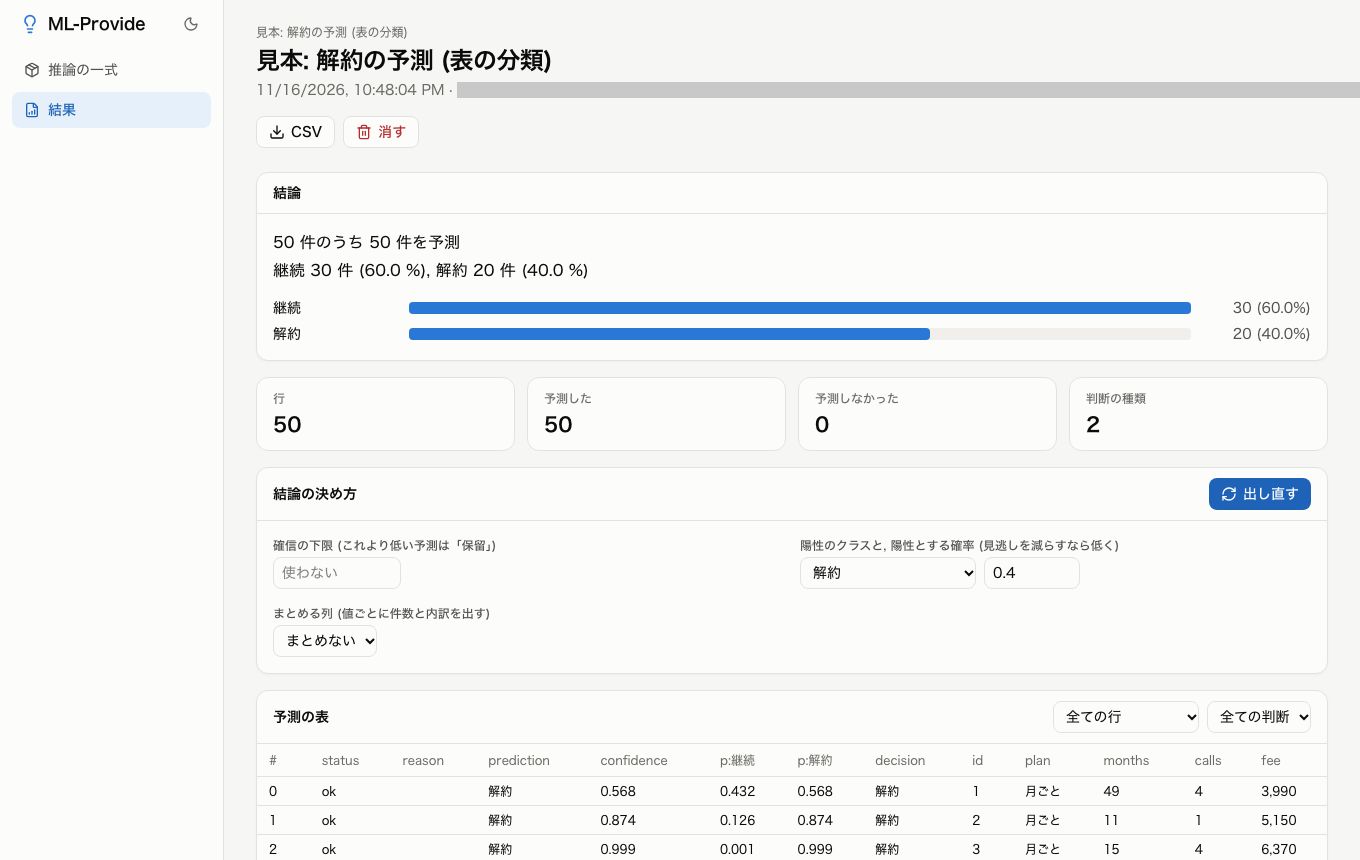 ML-Provide
推論の一式
結果
見本: 解約の予測 (表の分類)
見本: 解約の予測 (表の分類)
11/16/2026, 10:48:04 PM ·
CSV 消す
結論
50 件のうち 50 件を予測
継続 30 件 (60.0 %), 解約 20 件 (40.0 %)
継続 30 (60.0%)
解約 20 (40.0%)
行 予測した 予測しなかった 判断の種類
50 50 0 2
結論の決め方 出し直す
確信の下限 (これより低い予測は「保留」) 陽性のクラスと, 陽性とする確率 (見逃しを減らすなら低く)
使わない 解約 0.4
まとめる列 (値ごとに件数と内訳を出す)
まとめない
予測の表 全ての行 全ての判断
# status reason prediction confidence p:継続 p:解約 decision id plan months calls fee
0 ok 解約 0.568 0.432 0.568 解約 1 月ごと 49 4 3,990
1 ok 解約 0.874 0.126 0.874 解約 2 月ごと 11 1 5,150
2 ok 解約 0.999 0.001 0.999 解約 3 月ごと 15 4 6,370